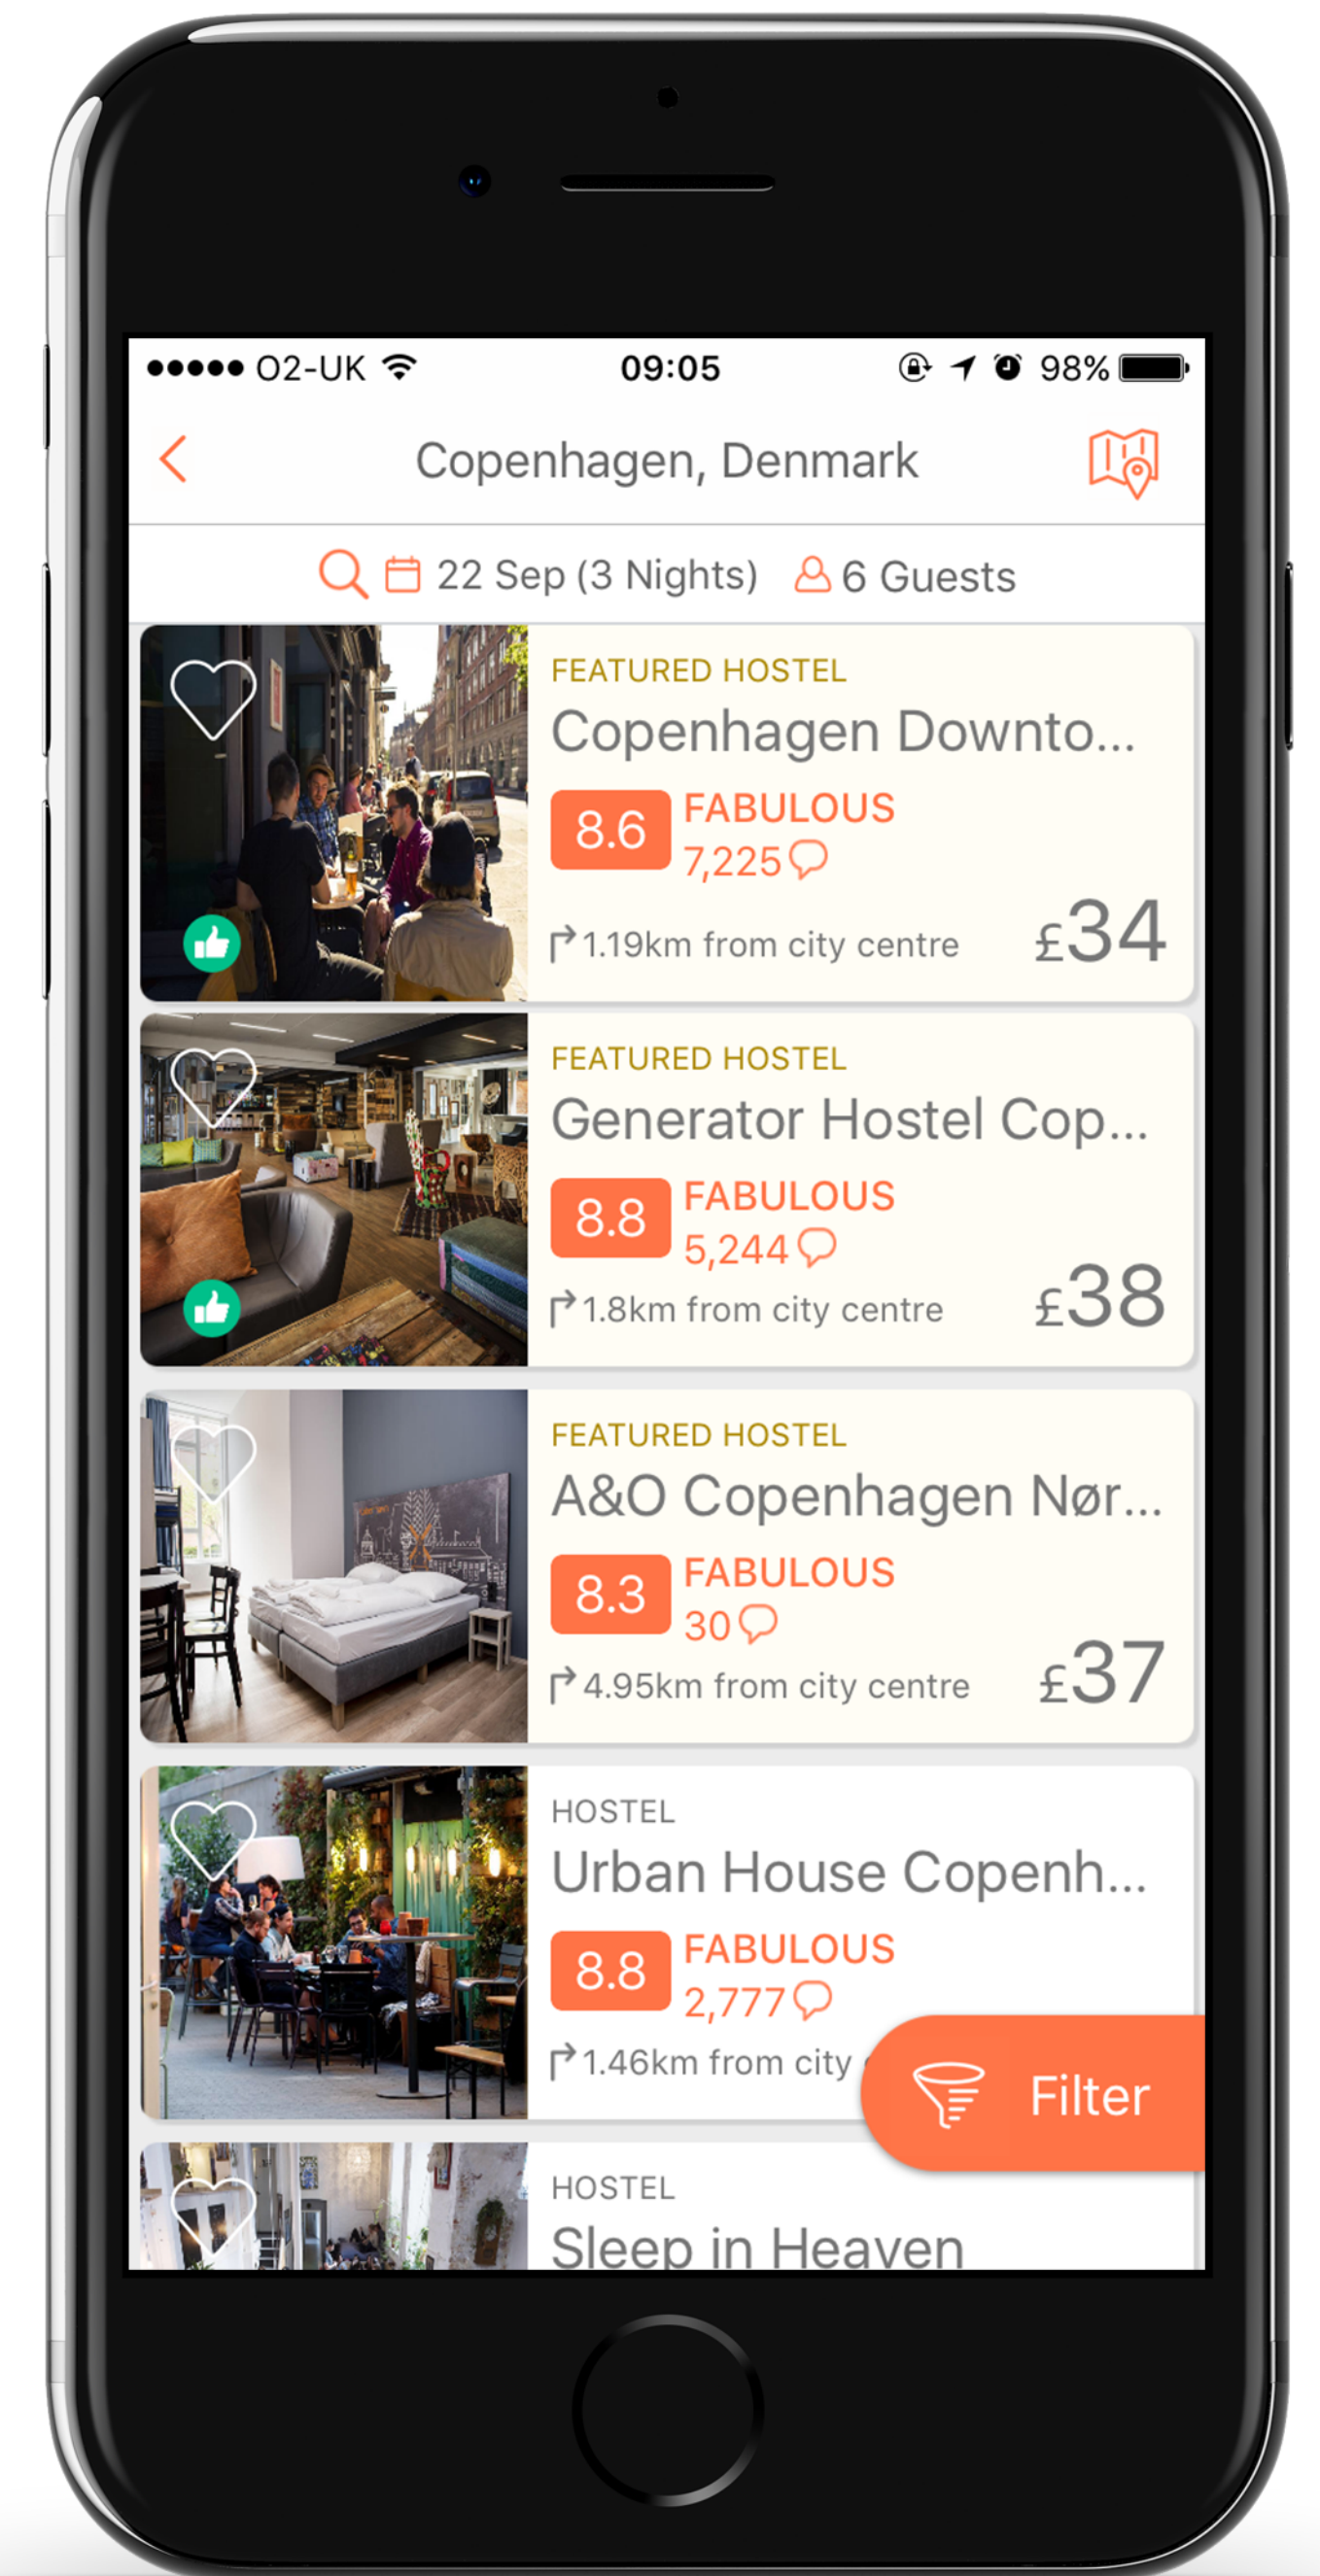 O2-UK 09:05 98%
Copenhagen, Denmark
22 Sep (3 Nights) 6 Guests
FEATURED HOSTEL
Copenhagen Downto...
8.6 FABULOUS
7,225
1.19km from city centre £34
FEATURED HOSTEL
Generator Hostel Cop...
8.8 FABULOUS
5,244
1.8km from city centre £38
FEATURED HOSTEL
A&O Copenhagen Nør...
8.3 FABULOUS
30
4.95km from city centre £37
HOSTEL
Urban House Copenh...
8.8 FABULOUS
2,777
1.46km from city
Filter
HOSTEL
Sleep in Heaven